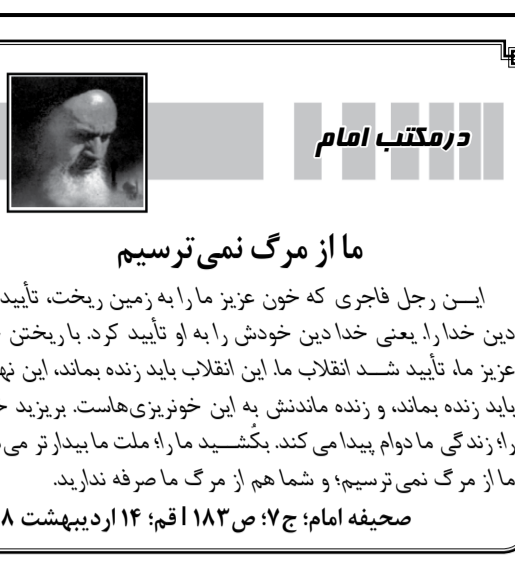 درمکتب امام
ما از مرگ نمی‌ترسیم
ایـــن رجل فاجری که خون عزیز ما را به زمین ریخت، تأیید
دین خدا را. یعنی خدا دین خودش را به او تأیید کرد. با ریختن
عزیز ما، تأیید شـــد انقلاب ما. این انقلاب باید زنده بماند، این
باید زنده بماند، و زنده ماندنش به این خونریزی‌هاست. بریزید
را؛ زندگی ما دوام پیدا می کند. بکُشـــید ما را؛ ملت ما بیدارتر
ما از مرگ نمی‌ترسیم؛ و شما هم از مرگ ما صرفه ندارید.
صحیفه امام؛ ج۷؛ ص۱۸۳ | قم؛ ۱۴ اردیبهشت